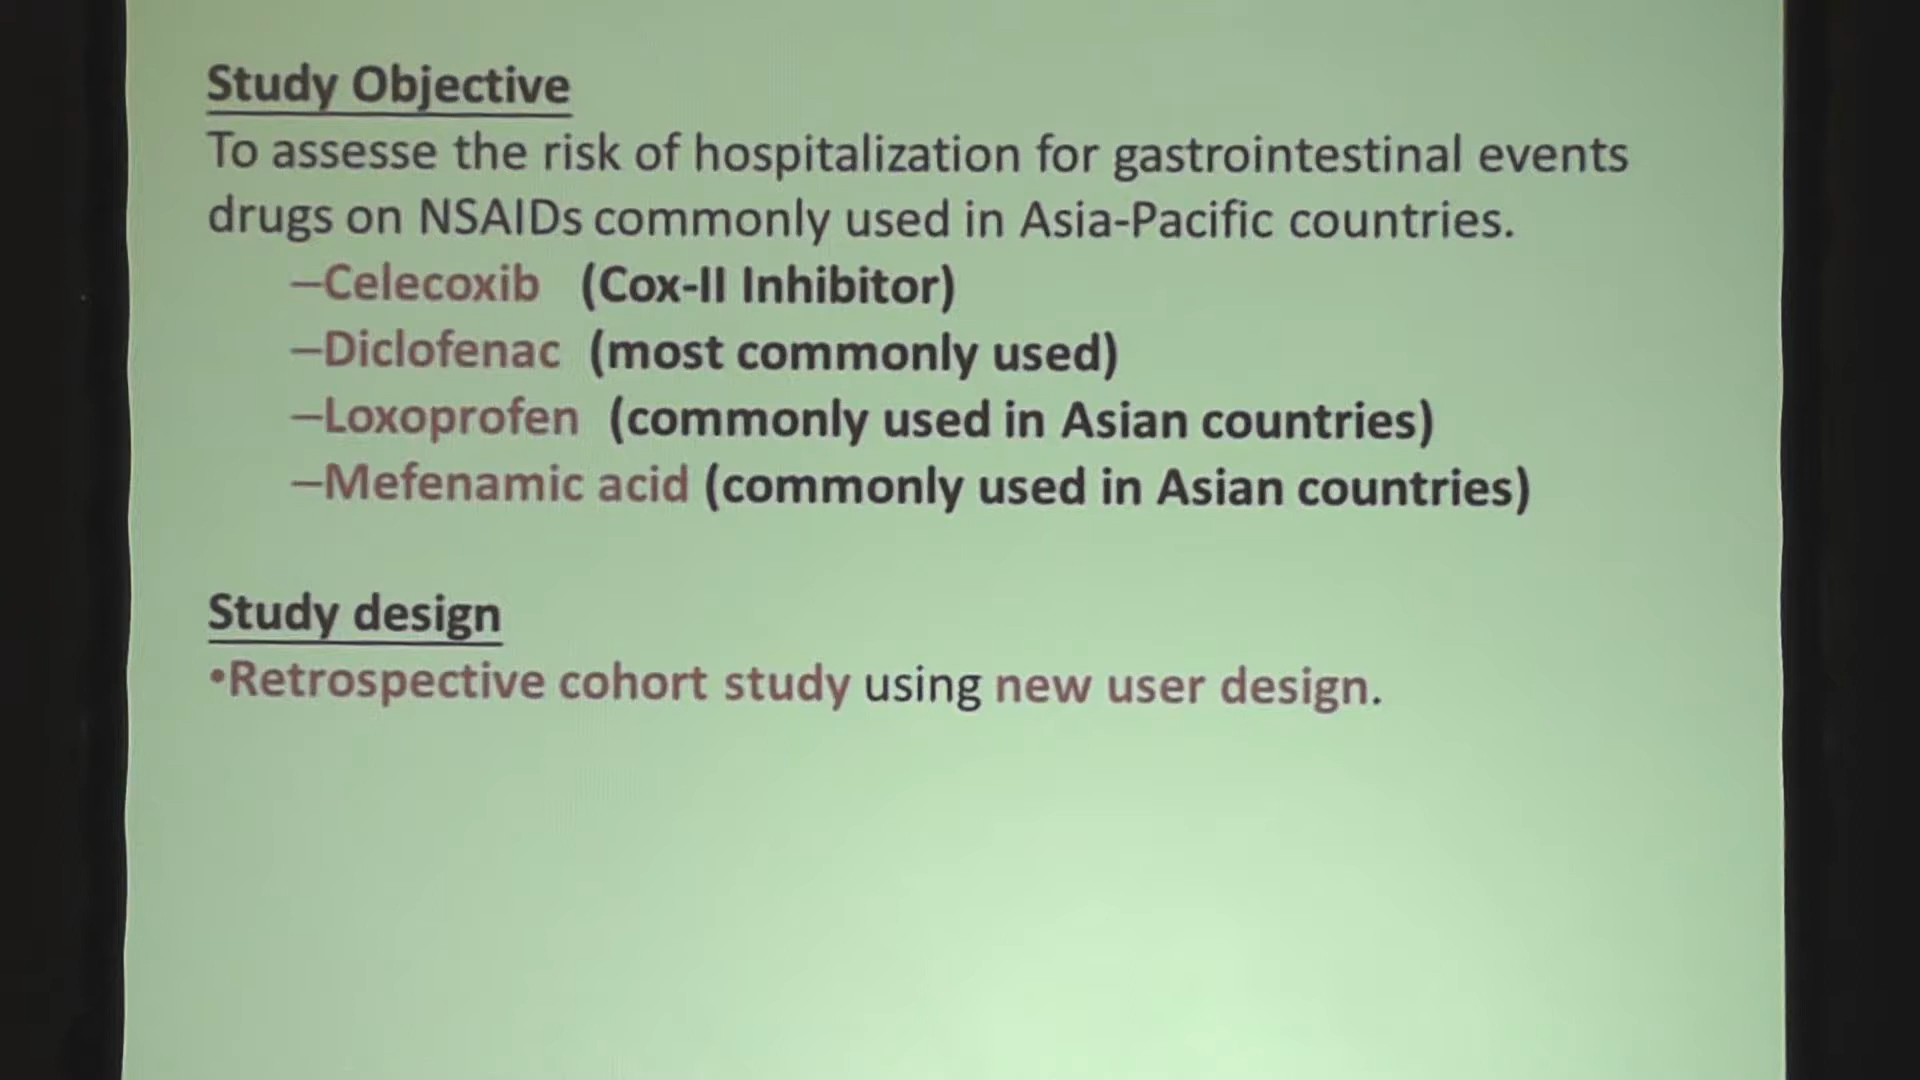 Study Objective
To assesse the risk of hospitalization for gastrointestinal events
drugs on NSAIDs commonly used in Asia-Pacific countries.
–Celecoxib (Cox-II Inhibitor)
–Diclofenac (most commonly used)
–Loxoprofen (commonly used in Asian countries)
–Mefenamic acid (commonly used in Asian countries)
Study design
•Retrospective cohort study using new user design.